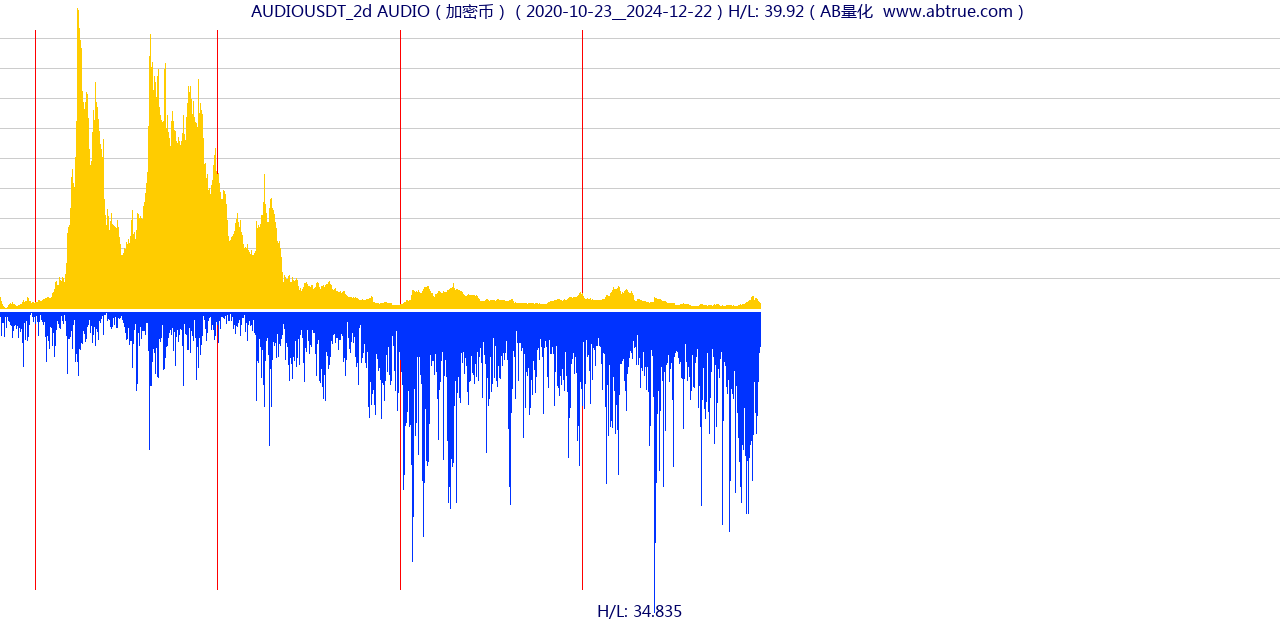 AUDIOUSDT_2d AUDIO ( 加密币 ) ( 2020-10-23__2024-12-22 ) H/L: 39.92 ( AB量化  www.abtrue.com )
H/L: 34.835